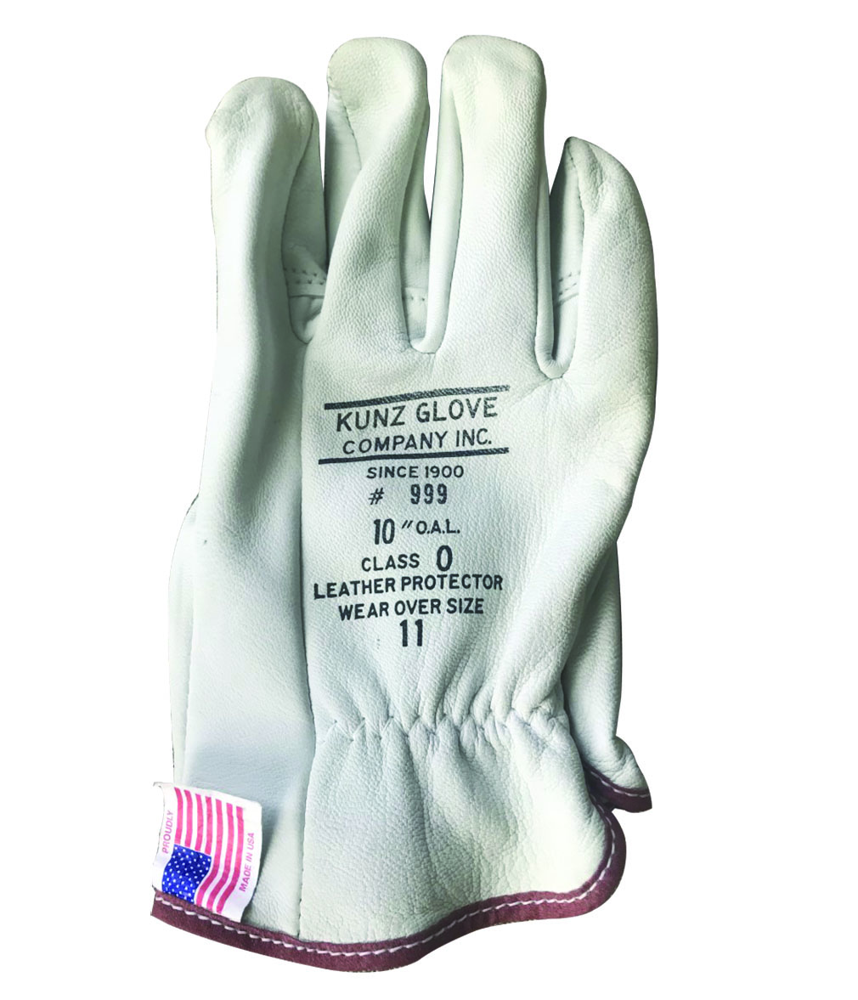 KUNZ GLOVE
COMPANY INC.
SINCE 1900
# 999
10" O.A.L.
CLASS 0
LEATHER PROTECTOR
WEAR OVER SIZE
11
PROUDLY
MADE IN USA